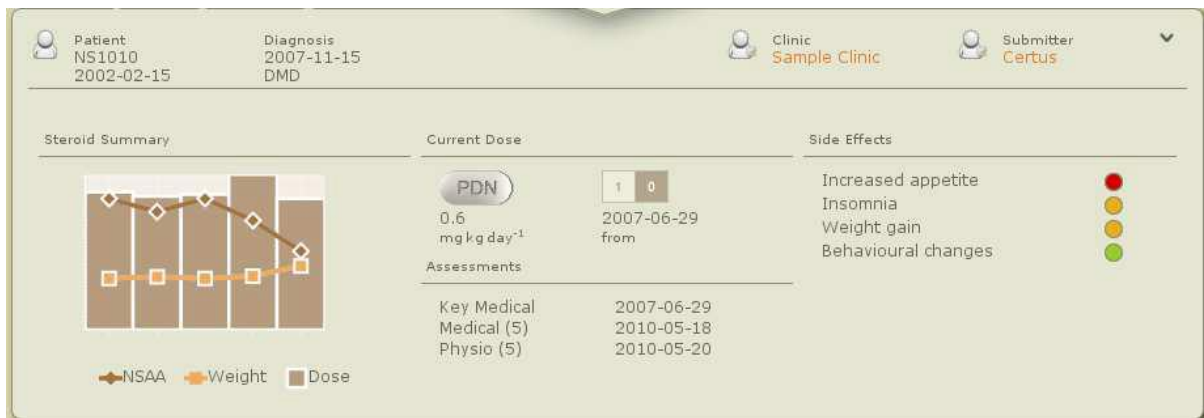 Patient
NS1010
2002-02-15
Diagnosis
2007-11-15
DMD
Clinic
Sample Clinic
Submitter
Certus
Steroid Summary
NSAA Weight Dose
Current Dose
PDN
1 0
0.6
mg kg day-1
2007-06-29
from
Assessments
Key Medical 2007-06-29
Medical (5) 2010-05-18
Physio (5) 2010-05-20
Side Effects
Increased appetite
Insomnia
Weight gain
Behavioural changes